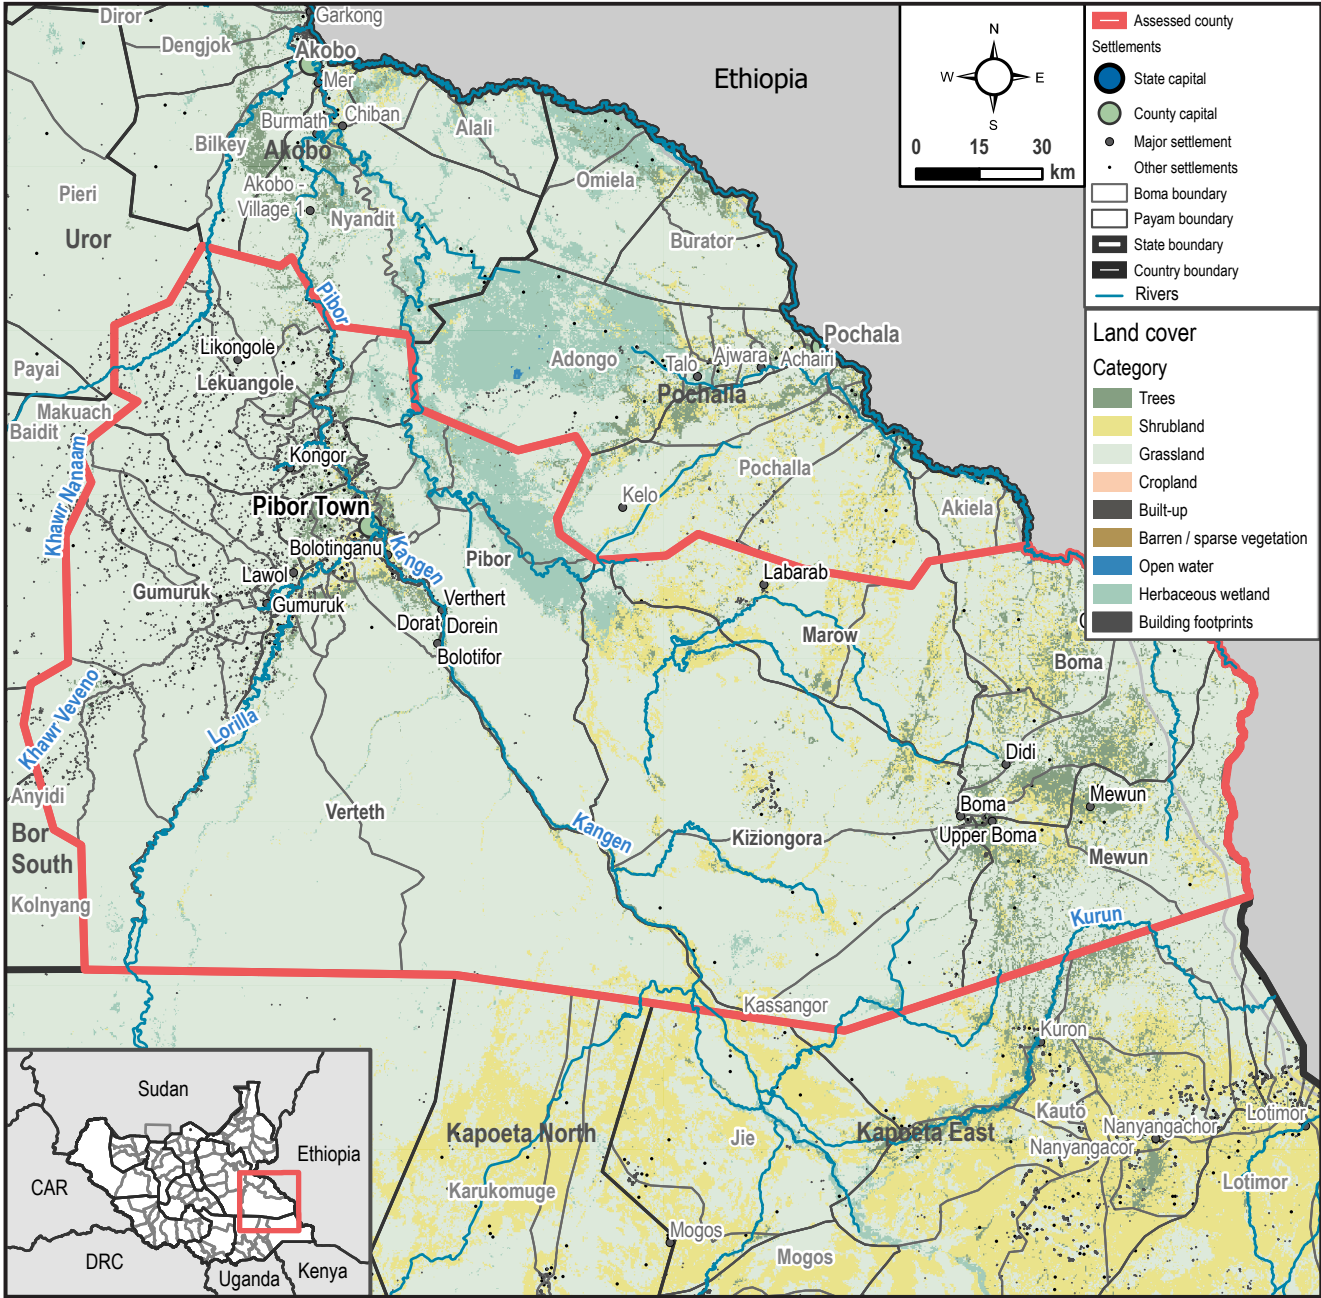 Diror
Garkong
Dengjok
Akobo
Mer
Ethiopia
Burmath
Chiban
Alali
Bilkey
Akobo
Akobo -
Village 1
Omiela
Pieri
Nyandit
Uror
Burator
Pibor
Likongole
Pochala
Ajwara
Achairi
Talo
Adongo
Payai
Lekuangole
Pochalla
Makuach
Baidit
Khawr Nanaam
Kongor
Pochalla
Kelo
Pibor Town
Akiela
Bolotinganu
Kangen
Pibor
Lawol
Labarab
Gumuruk
Gumuruk
Verthert
Dorat
Dorein
Marow
Bolotifor
Boma
Khawr Veveno
Lorilla
Didi
Anyidi
Verteth
Boma
Mewun
Bor
South
Kangen
Kiziongora
Upper Boma
Mewun
Kolnyang
Kurun
Kassangor
Kuron
Kapoeta North
Jie
Kapoeta East
Kauto
Nanyangachor
Lotimor
Nanyangacor
Karukomuge
Lotimor
Mogos
Mogos
N
W
E
S
0 15 30
km
Assessed county
Settlements
State capital
County capital
Major settlement
Other settlements
Boma boundary
Payam boundary
State boundary
Country boundary
Rivers
Land cover
Category
Trees
Shrubland
Grassland
Cropland
Built-up
Barren / sparse vegetation
Open water
Herbaceous wetland
Building footprints
Sudan
Ethiopia
CAR
DRC
Uganda
Kenya